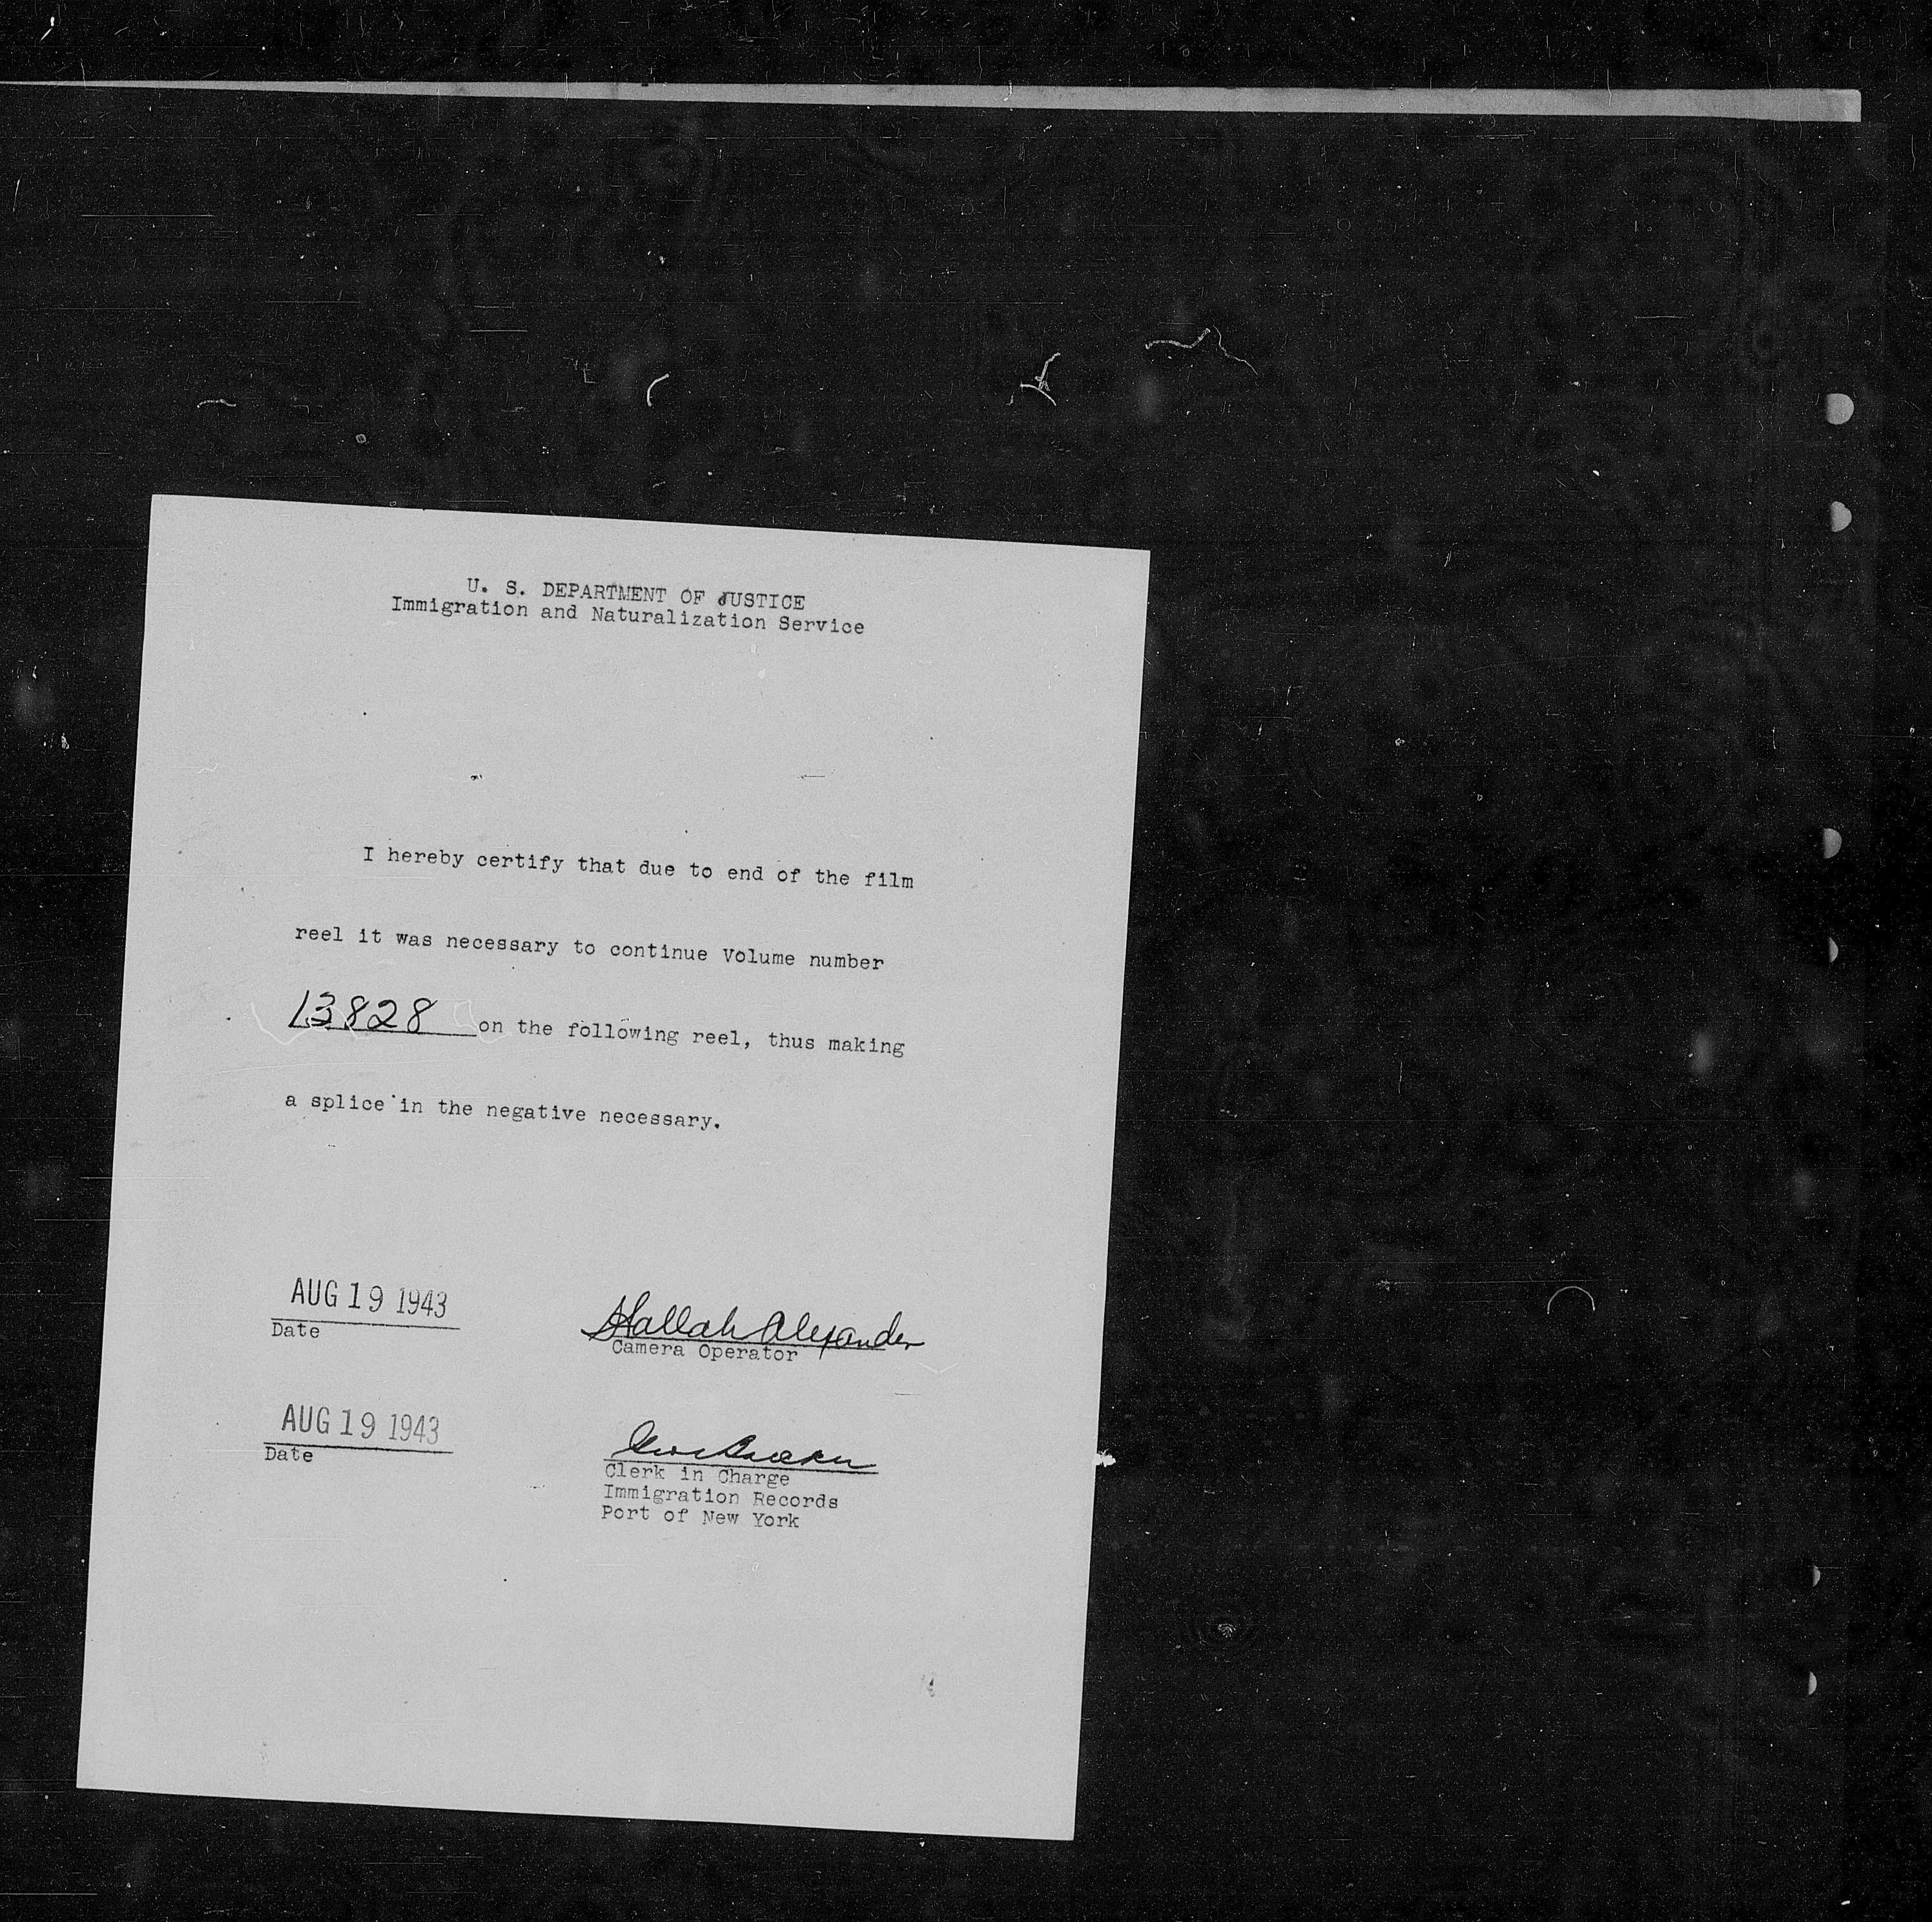 U. S. DEPARTMENT OF JUSTICE
Immigration and Naturalization Service
I hereby certify that due to end of the film
reel it was necessary to continue Volume number
13828 on the following reel, thus making
a splice in the negative necessary.
AUG 19 1943
Date
Hallah Alexander
Camera Operator
AUG 19 1943
Date
Clerk in Charge
Immigration Records
Port of New York